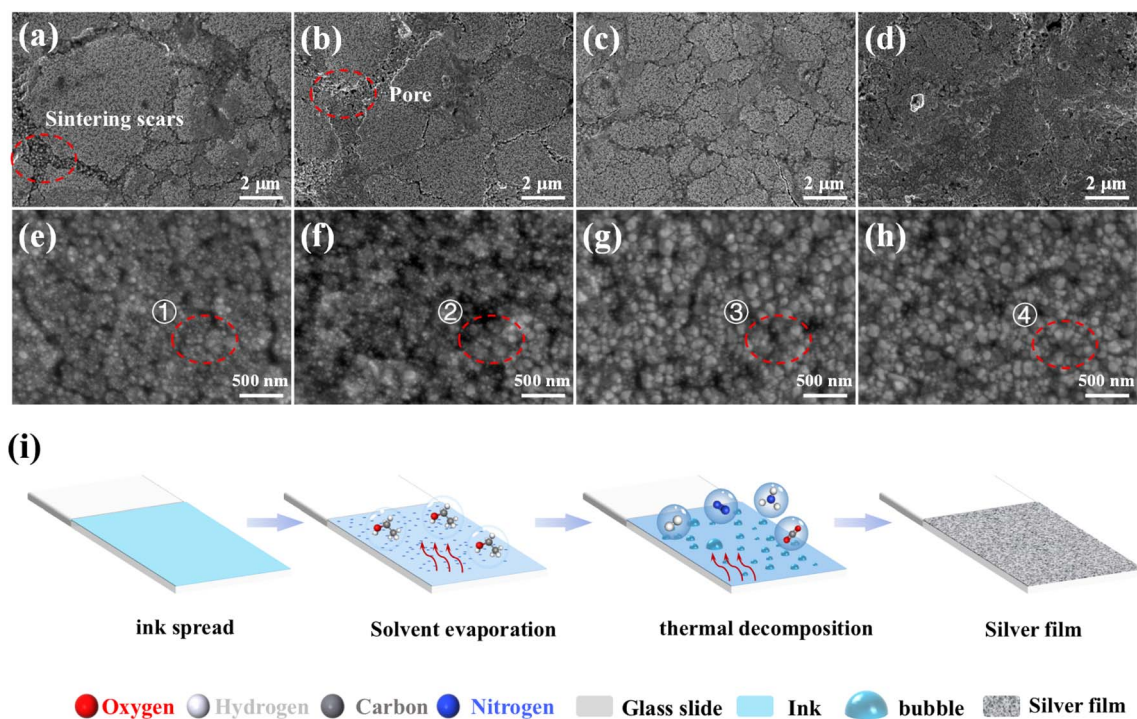 (a)
Sintering scars
2 μm
(b)
Pore
2 μm
(c)
2 μm
(d)
2 μm
(e)
①
500 nm
(f)
②
500 nm
(g)
③
500 nm
(h)
④
500 nm
(i)
ink spread
Solvent evaporation
thermal decomposition
Silver film
Oxygen
Hydrogen
Carbon
Nitrogen
Glass slide
Ink
bubble
Silver film